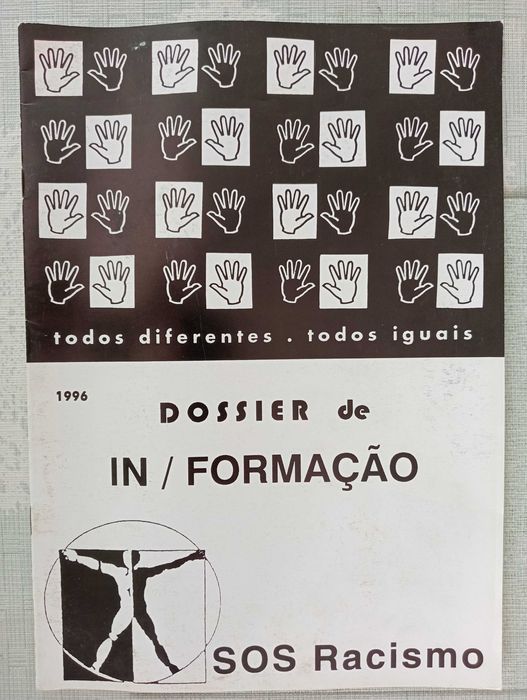 todos diferentes . todos iguais
1996
DOSSIER de
IN / FORMAÇÃO
SOS Racismo